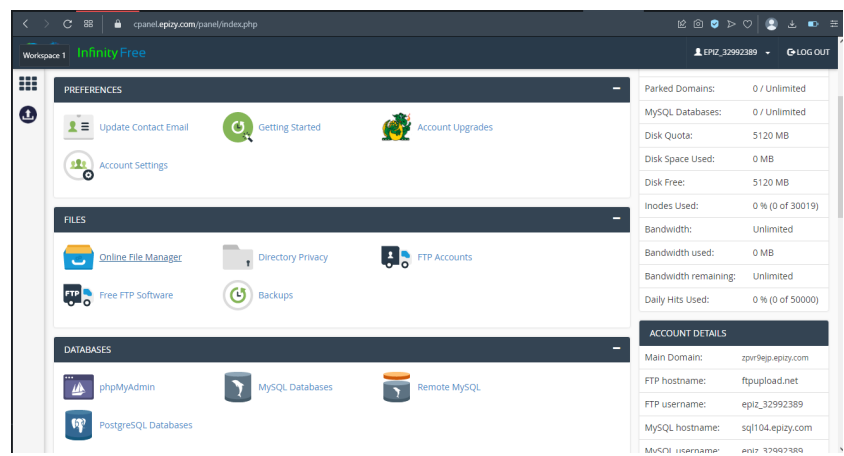 cpanel.epizy.com/panel/index.php
Workspace 1
InfinityFree
EPIZ_32992389
LOG OUT
PREFERENCES
Update Contact Email
Getting Started
Account Upgrades
Account Settings
FILES
Online File Manager
Directory Privacy
FTP Accounts
FTP
Free FTP Software
Backups
DATABASES
phpMyAdmin
MySQL Databases
Remote MySQL
PostgreSQL Databases
Parked Domains: 0 / Unlimited
MySQL Databases: 0 / Unlimited
Disk Quota: 5120 MB
Disk Space Used: 0 MB
Disk Free: 5120 MB
Inodes Used: 0 % (0 of 30019)
Bandwidth: Unlimited
Bandwidth used: 0 MB
Bandwidth remaining: Unlimited
Daily Hits Used: 0 % (0 of 50000)
ACCOUNT DETAILS
Main Domain: zpvr9ejp.epizy.com
FTP hostname: ftpupload.net
FTP username: epiz_32992389
MySQL hostname: sql104.epizy.com
MySQL username: epiz_32992389